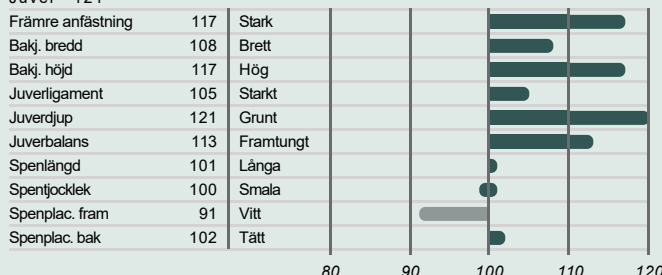 Juver 121
Främre anfästning 117 Stark
Bakj. bredd 108 Brett
Bakj. höjd 117 Hög
Juverligament 105 Starkt
Juverdjup 121 Grunt
Juverbalans 113 Framtungt
Spenlängd 101 Långa
Spentjocklek 100 Smala
Spenplac. fram 91 Vitt
Spenplac. bak 102 Tätt
80 90 100 110 120